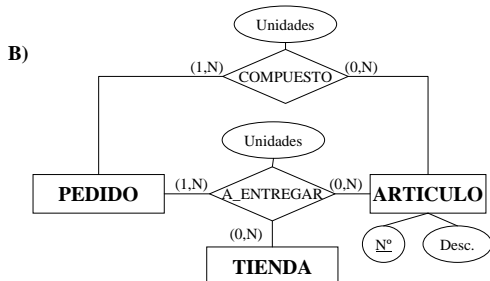 Unidades
B)
(1,N) COMPUESTO (0,N)
Unidades
PEDIDO (1,N) A_ENTREGAR (0,N) ARTICULO
(0,N)
Nº Desc.
TIENDA